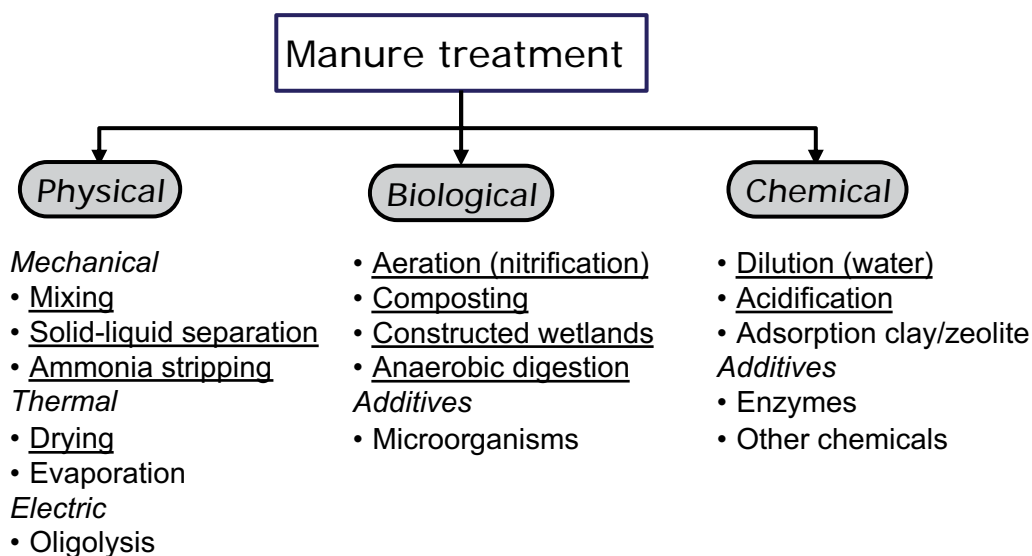 Manure treatment
Physical
Biological
Chemical
Mechanical
• Mixing
• Solid-liquid separation
• Ammonia stripping
Thermal
• Drying
• Evaporation
Electric
• Oligolysis
• Aeration (nitrification)
• Composting
• Constructed wetlands
• Anaerobic digestion
Additives
• Microorganisms
• Dilution (water)
• Acidification
• Adsorption clay/zeolite
Additives
• Enzymes
• Other chemicals